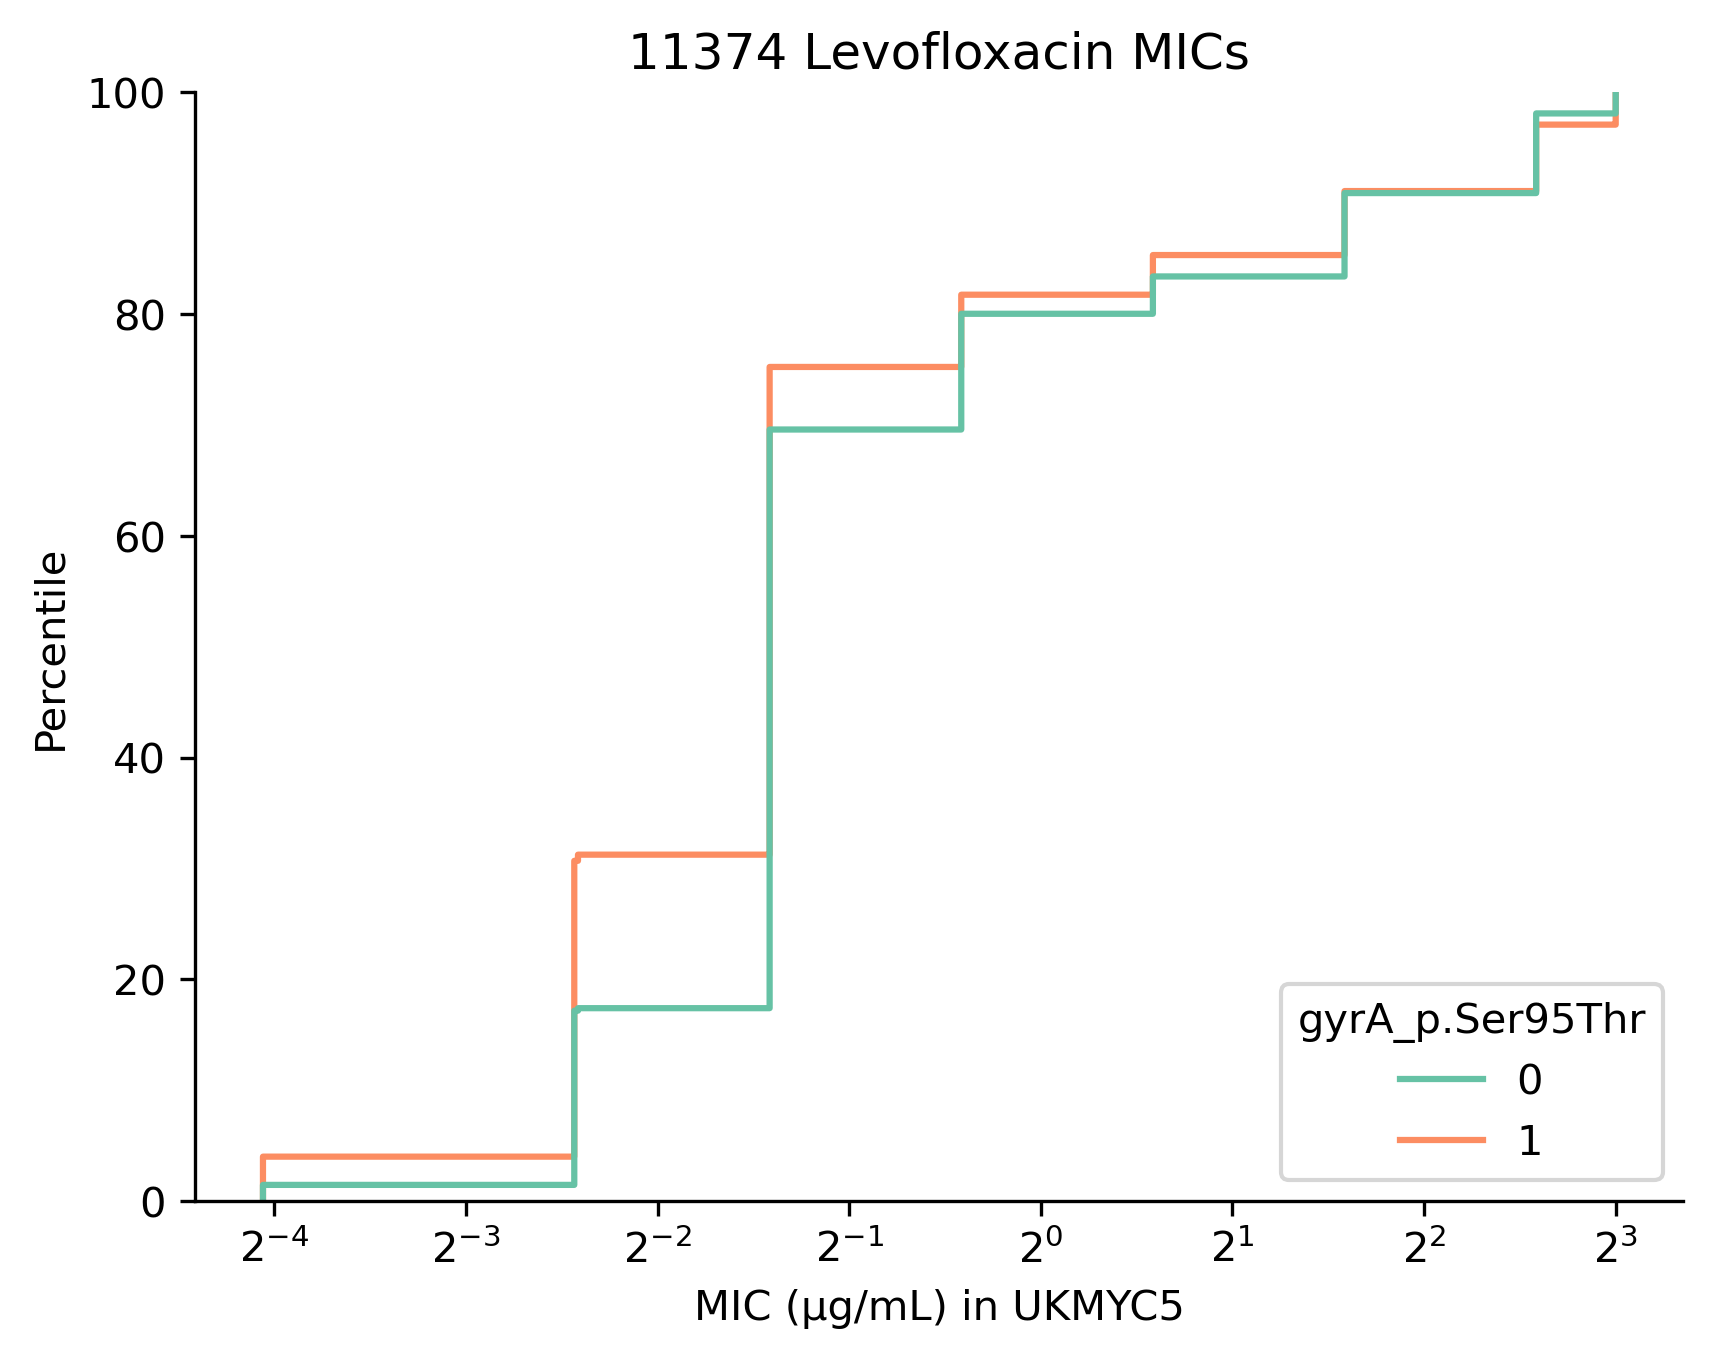 11374 Levofloxacin MICs
Percentile
100
80
60
40
20
0
2⁻⁴ 2⁻³ 2⁻² 2⁻¹ 2⁰ 2¹ 2² 2³
MIC (µg/mL) in UKMYC5
gyrA_p.Ser95Thr
0
1